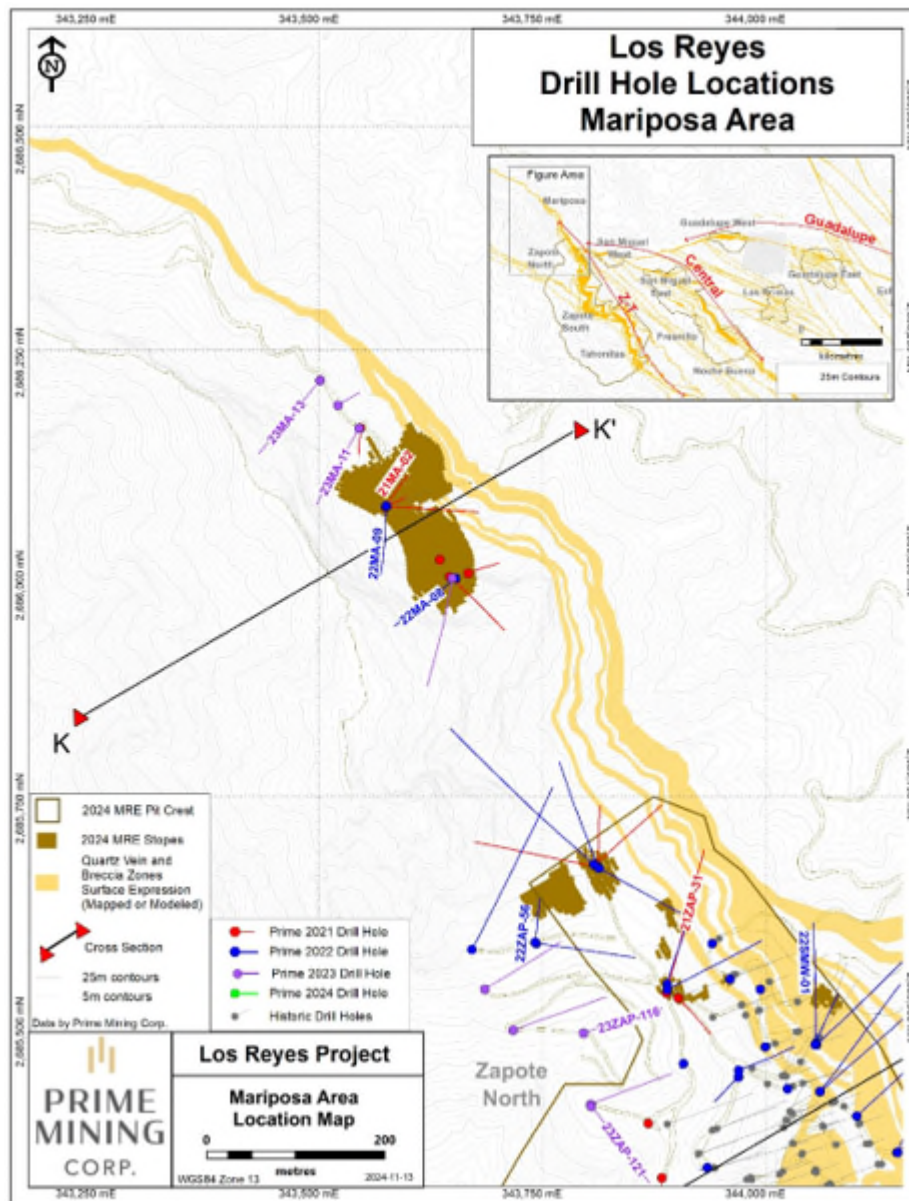 343,250 mE
343,500 mE
343,750 mE
344,000 mE
N
Los Reyes
Drill Hole Locations
Mariposa Area
2,686,500 mN
Figure Area
Mariposa
Guadalupe West
Guadalupe
San Miguel
West
Zapote
North
Central
San Miguel
East
Guadalupe East
Z-T
Zapote
South
Tahonitas
Fresnillo
Noche Buena
0
1
kilometres
25m Contours
2,686,250 mN
23MA-13
23MA-11
21MA-02
K'
22MA-09
2,686,000 mN
22MA-08
K
2,685,750 mN
2024 MRE Pit Crest
2024 MRE Stopes
Quartz Vein and
Breccia Zones
Surface Expression
(Mapped or Modeled)
Cross Section
25m contours
5m contours
Data by Prime Mining Corp.
Prime 2021 Drill Hole
Prime 2022 Drill Hole
Prime 2023 Drill Hole
Prime 2024 Drill Hole
Historic Drill Holes
22ZAP-56
21ZAP-31
22SMW-01
23ZAP-116
2,685,500 mN
Zapote
North
23ZAP-121
PRIME
MINING
CORP.
Los Reyes Project
Mariposa Area
Location Map
0
200
metres
WGS84 Zone 13
2024-11-13
343,250 mE
343,500 mE
343,750 mE
344,000 mE